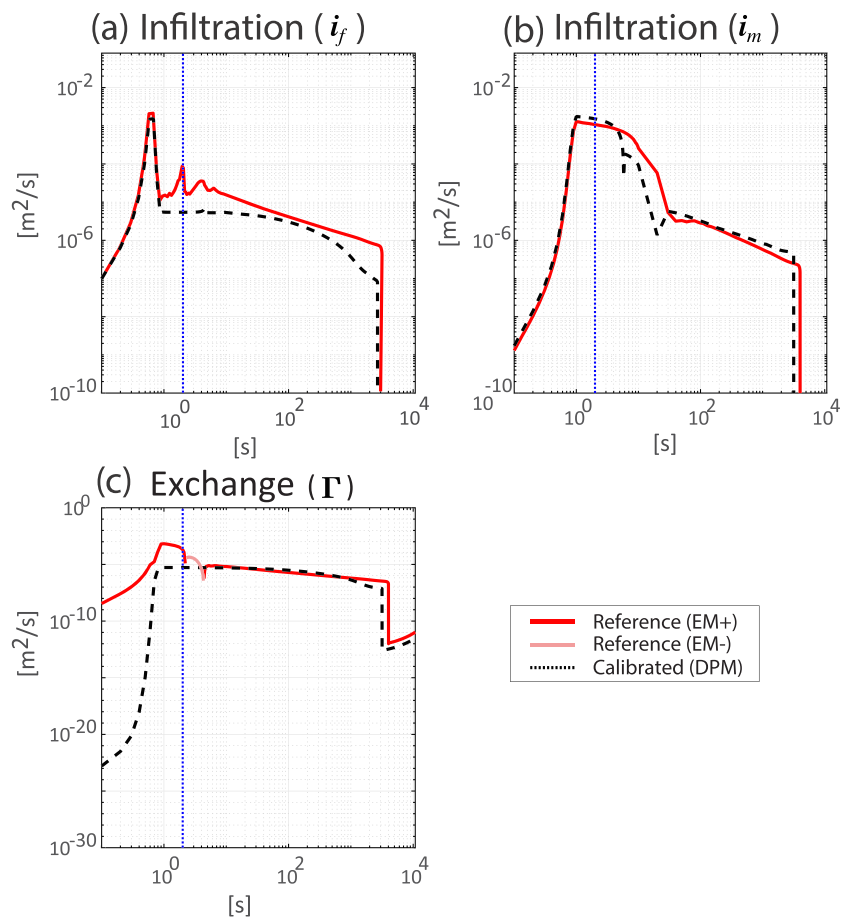 (a) Infiltration (i_f)
(b) Infiltration (i_m)
10^-2
10^-6
10^-10
[m^2/s]
10^0
10^2
10^4
[s]
10^-2
10^-6
10^-10
[m^2/s]
10^0
10^2
10^4
[s]
(c) Exchange (Γ)
10^0
10^-10
10^-20
10^-30
[m^2/s]
10^0
10^2
10^4
[s]
Reference (EM+)
Reference (EM-)
Calibrated (DPM)